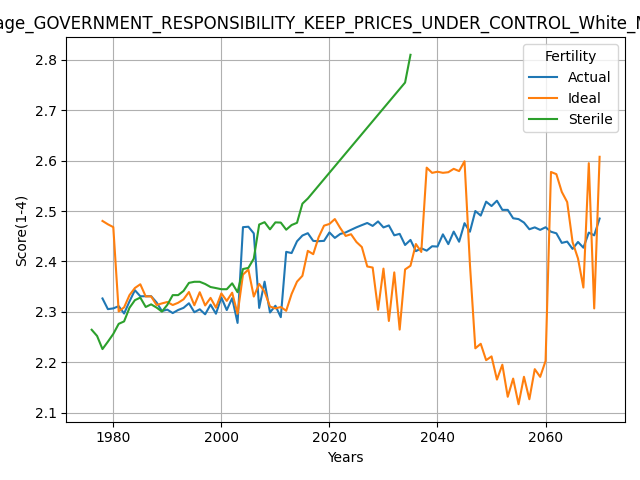 age_GOVERNMENT_RESPONSIBILITY_KEEP_PRICES_UNDER_CONTROL_White_
Fertility
Actual
Ideal
Sterile
2.8
2.7
2.6
2.5
2.4
2.3
2.2
2.1
Score(1-4)
1980
2000
2020
2040
2060
Years